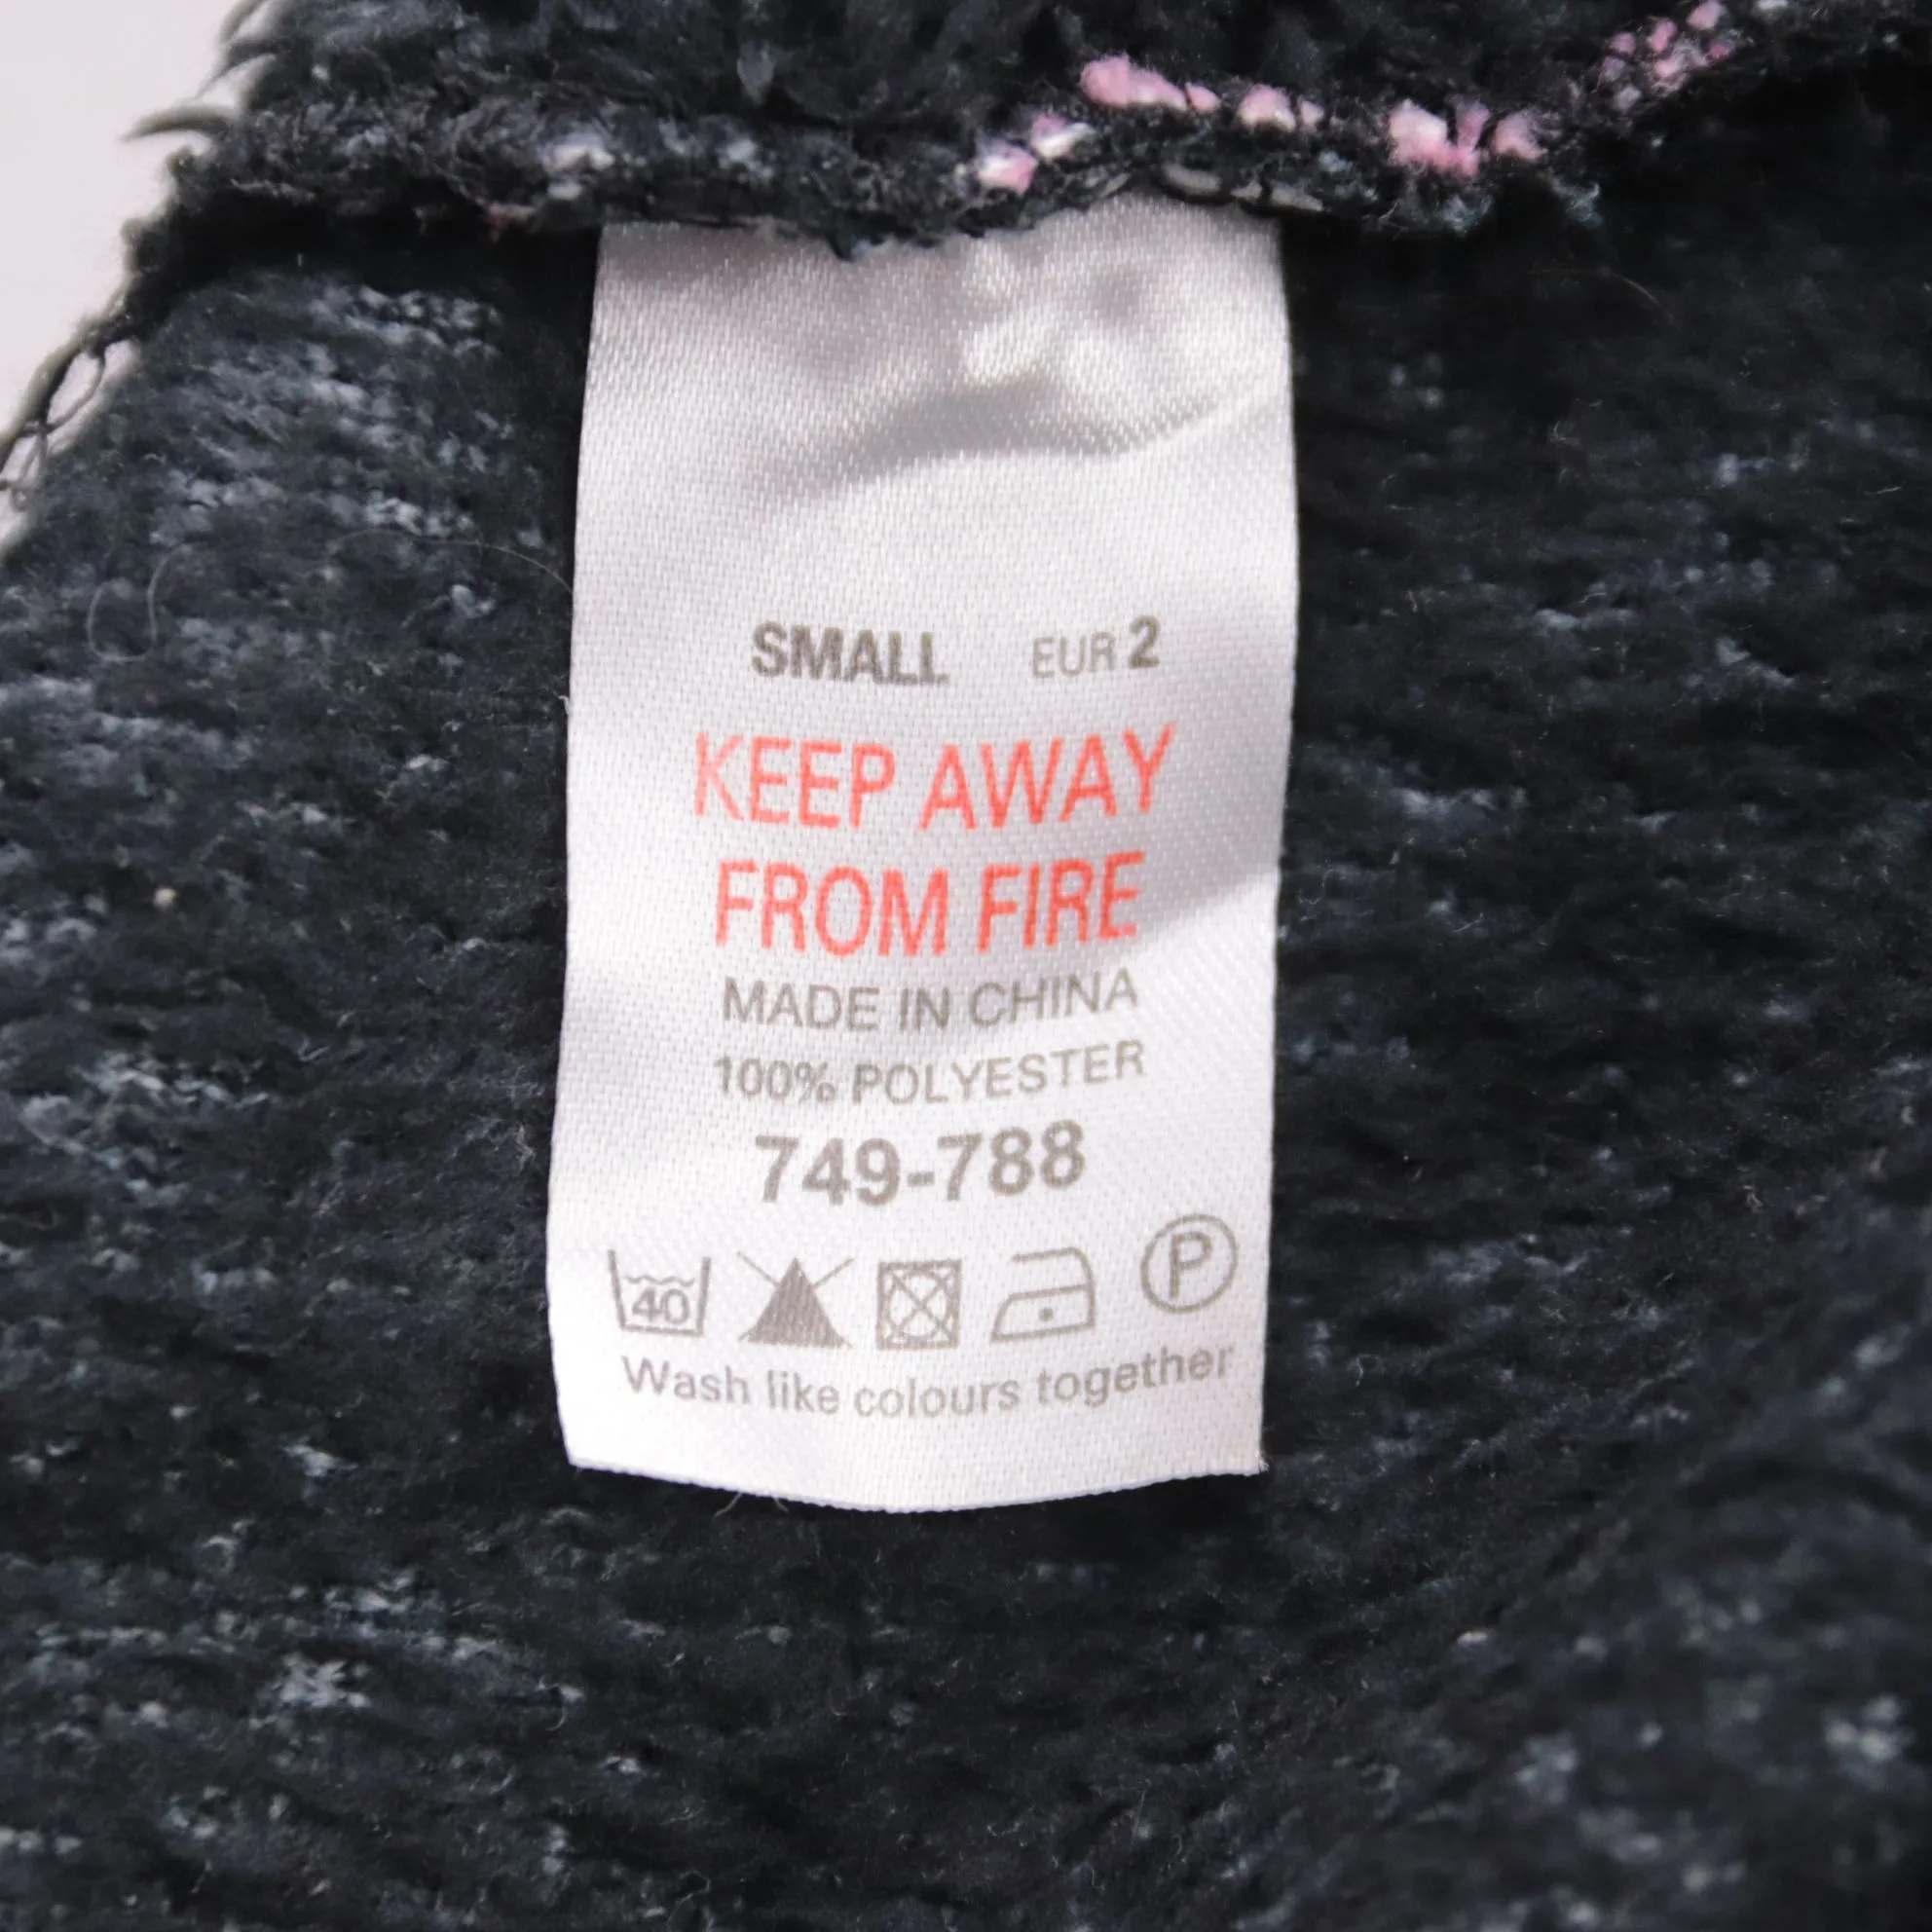 SMALL EUR 2
KEEP AWAY
FROM FIRE
MADE IN CHINA
100% POLYESTER
749-788
40 P
Wash like colours together